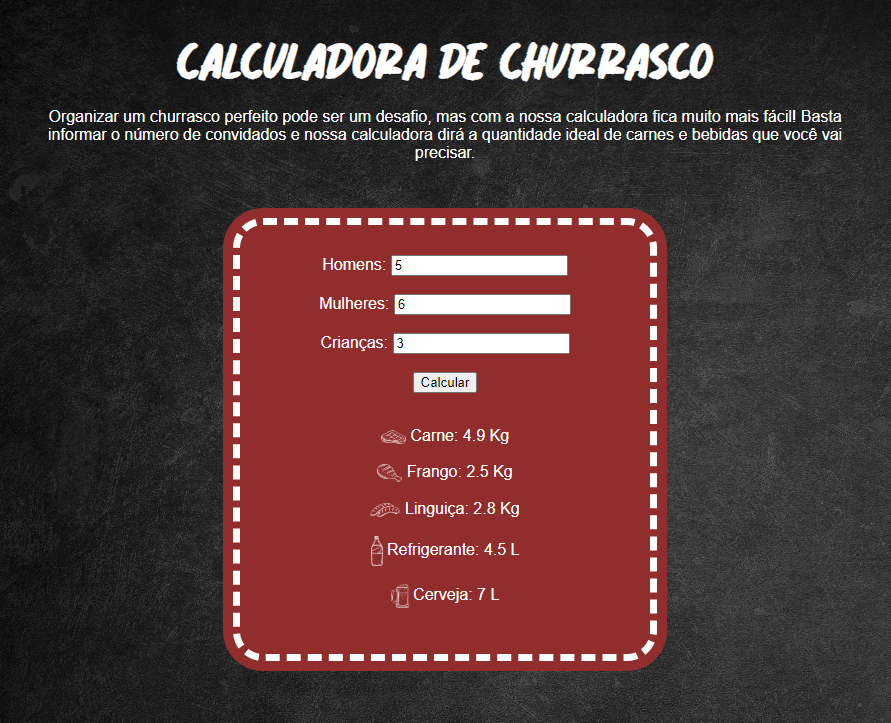 CALCULADORA DE CHURRASCO
Organizar um churrasco perfeito pode ser um desafio, mas com a nossa calculadora fica muito mais fácil! Basta
informar o número de convidados e nossa calculadora dirá a quantidade ideal de carnes e bebidas que você vai
precisar.
Homens: 5
Mulheres: 6
Crianças: 3
Calcular
Carne: 4.9 Kg
Frango: 2.5 Kg
Linguiça: 2.8 Kg
Refrigerante: 4.5 L
Cerveja: 7 L